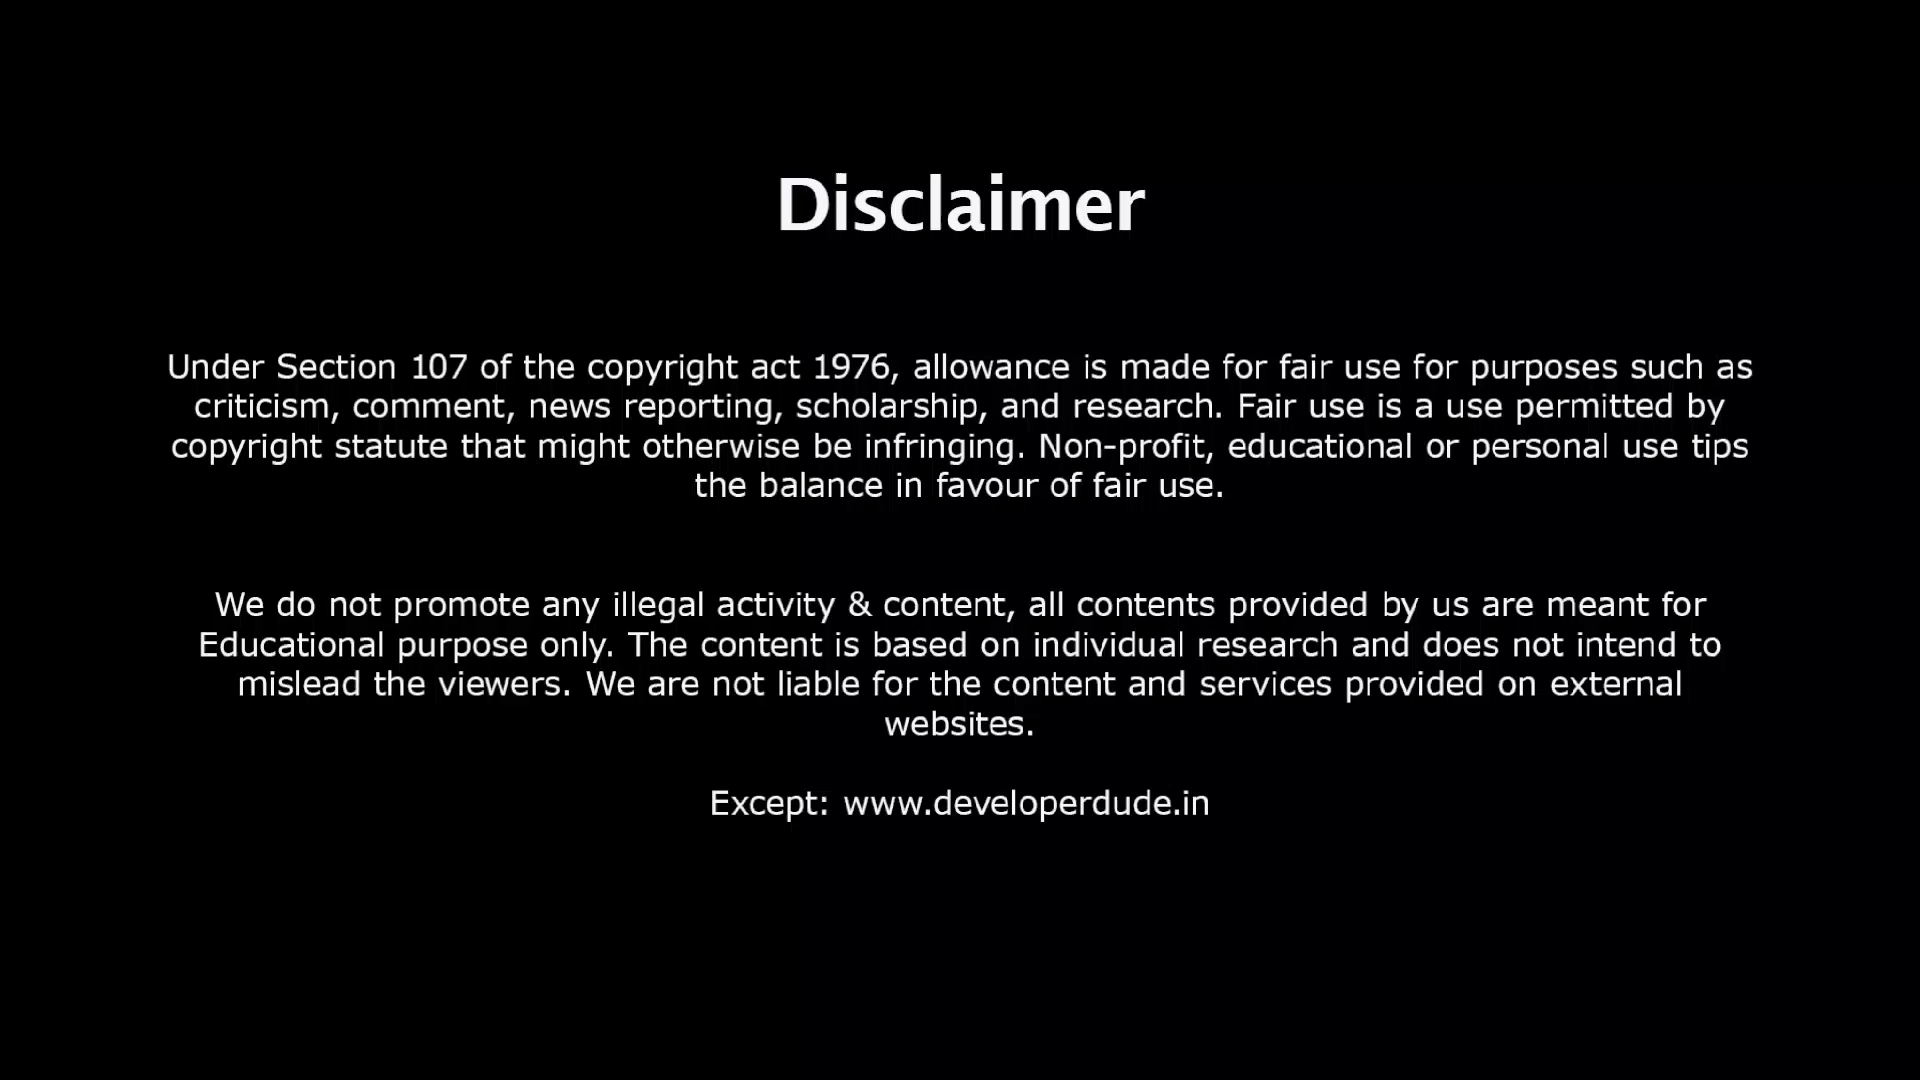 Disclaimer
Under Section 107 of the copyright act 1976, allowance is made for fair use for purposes such as
criticism, comment, news reporting, scholarship, and research. Fair use is a use permitted by
copyright statute that might otherwise be infringing. Non-profit, educational or personal use tips
the balance in favour of fair use.
We do not promote any illegal activity & content, all contents provided by us are meant for
Educational purpose only. The content is based on individual research and does not intend to
mislead the viewers. We are not liable for the content and services provided on external
websites.
Except: www.developerdude.in